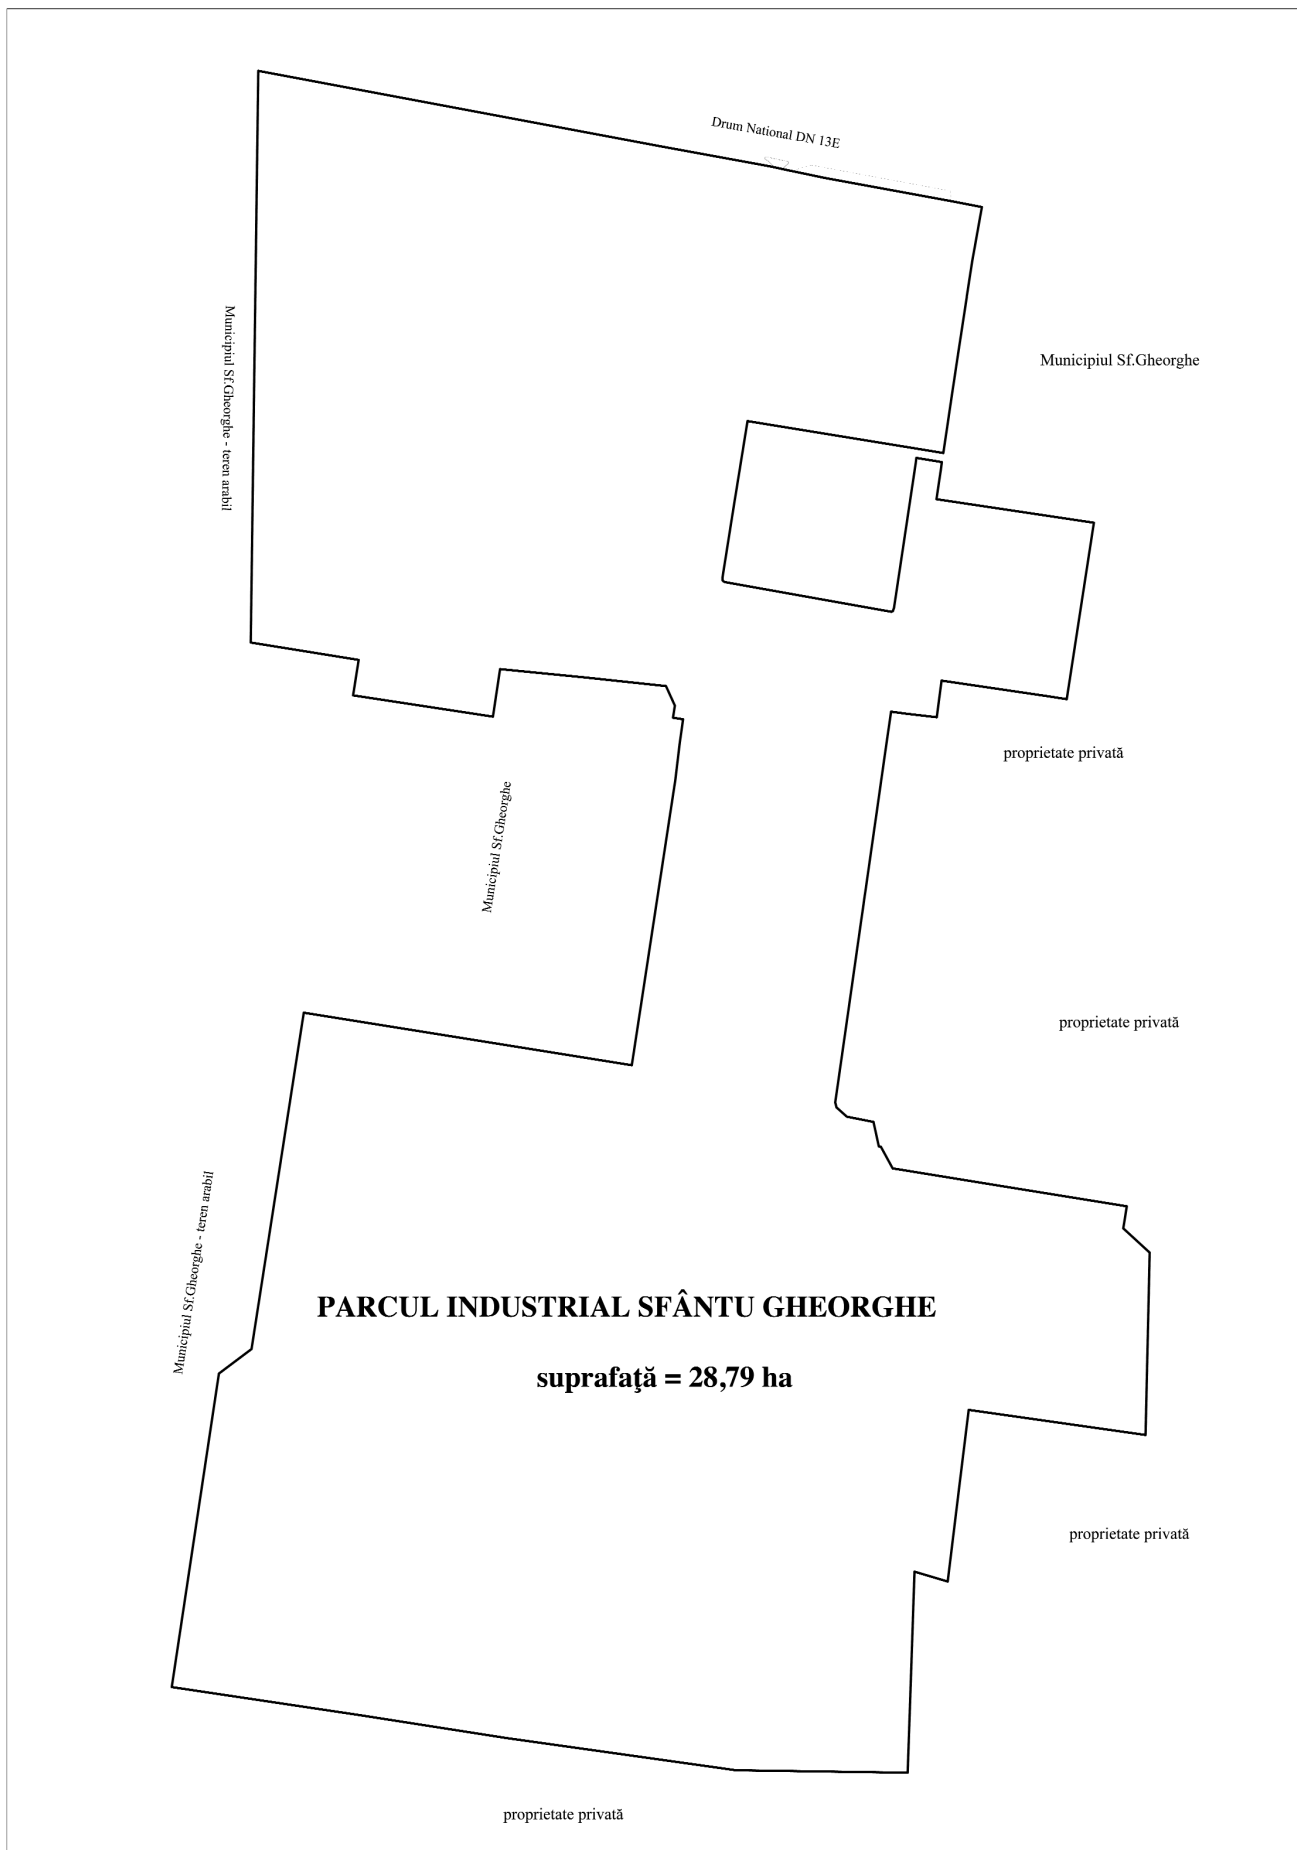 Drum National DN 13E
Municipiul Sf.Gheorghe - teren arabil
Municipiul Sf.Gheorghe
proprietate privată
Municipiul Sf.Gheorghe
proprietate privată
Municipiul Sf.Gheorghe - teren arabil
PARCUL INDUSTRIAL SFÂNTU GHEORGHE
suprafaţă = 28,79 ha
proprietate privată
proprietate privată